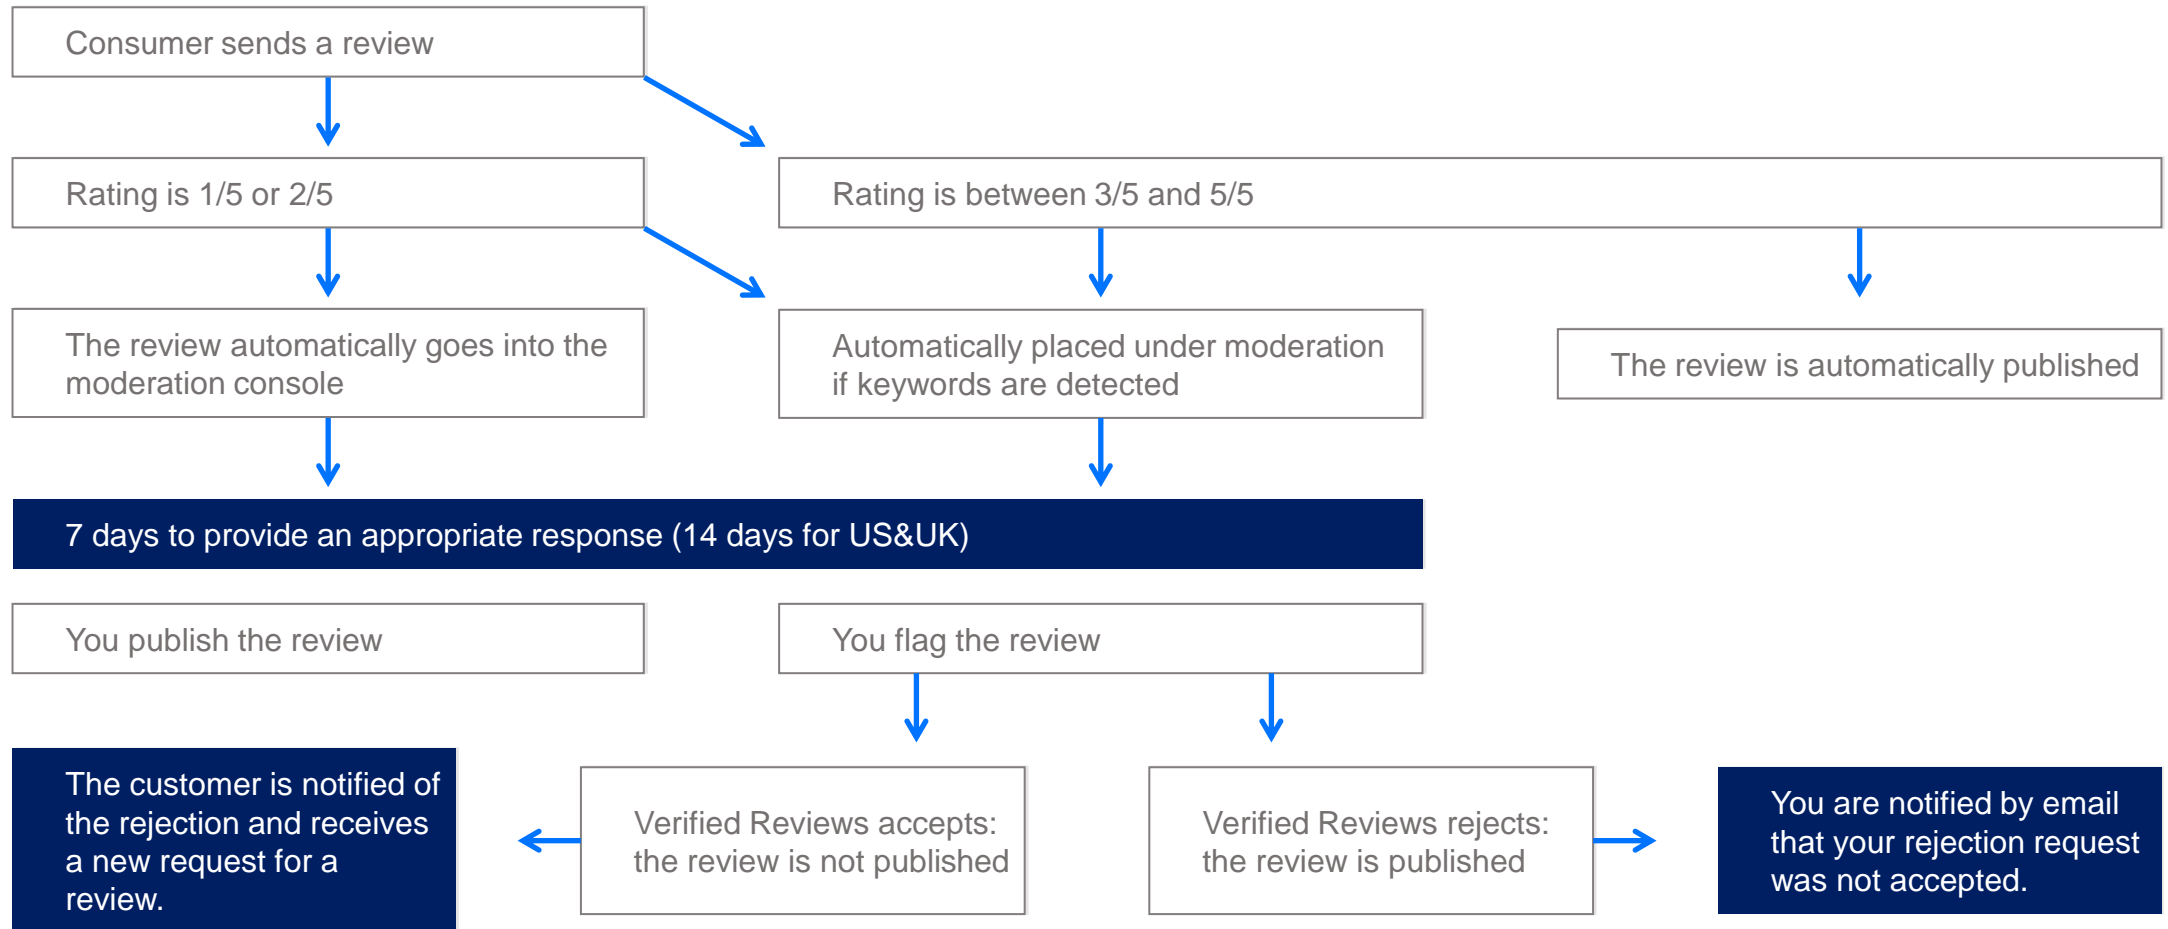 Consumer sends a review
Rating is 1/5 or 2/5
Rating is between 3/5 and 5/5
The review automatically goes into the
moderation console
Automatically placed under moderation
if keywords are detected
The review is automatically published
7 days to provide an appropriate response (14 days for US&UK)
You publish the review
You flag the review
The customer is notified of
the rejection and receives
a new request for a
review.
Verified Reviews accepts:
the review is not published
Verified Reviews rejects:
the review is published
You are notified by email
that your rejection request
was not accepted.